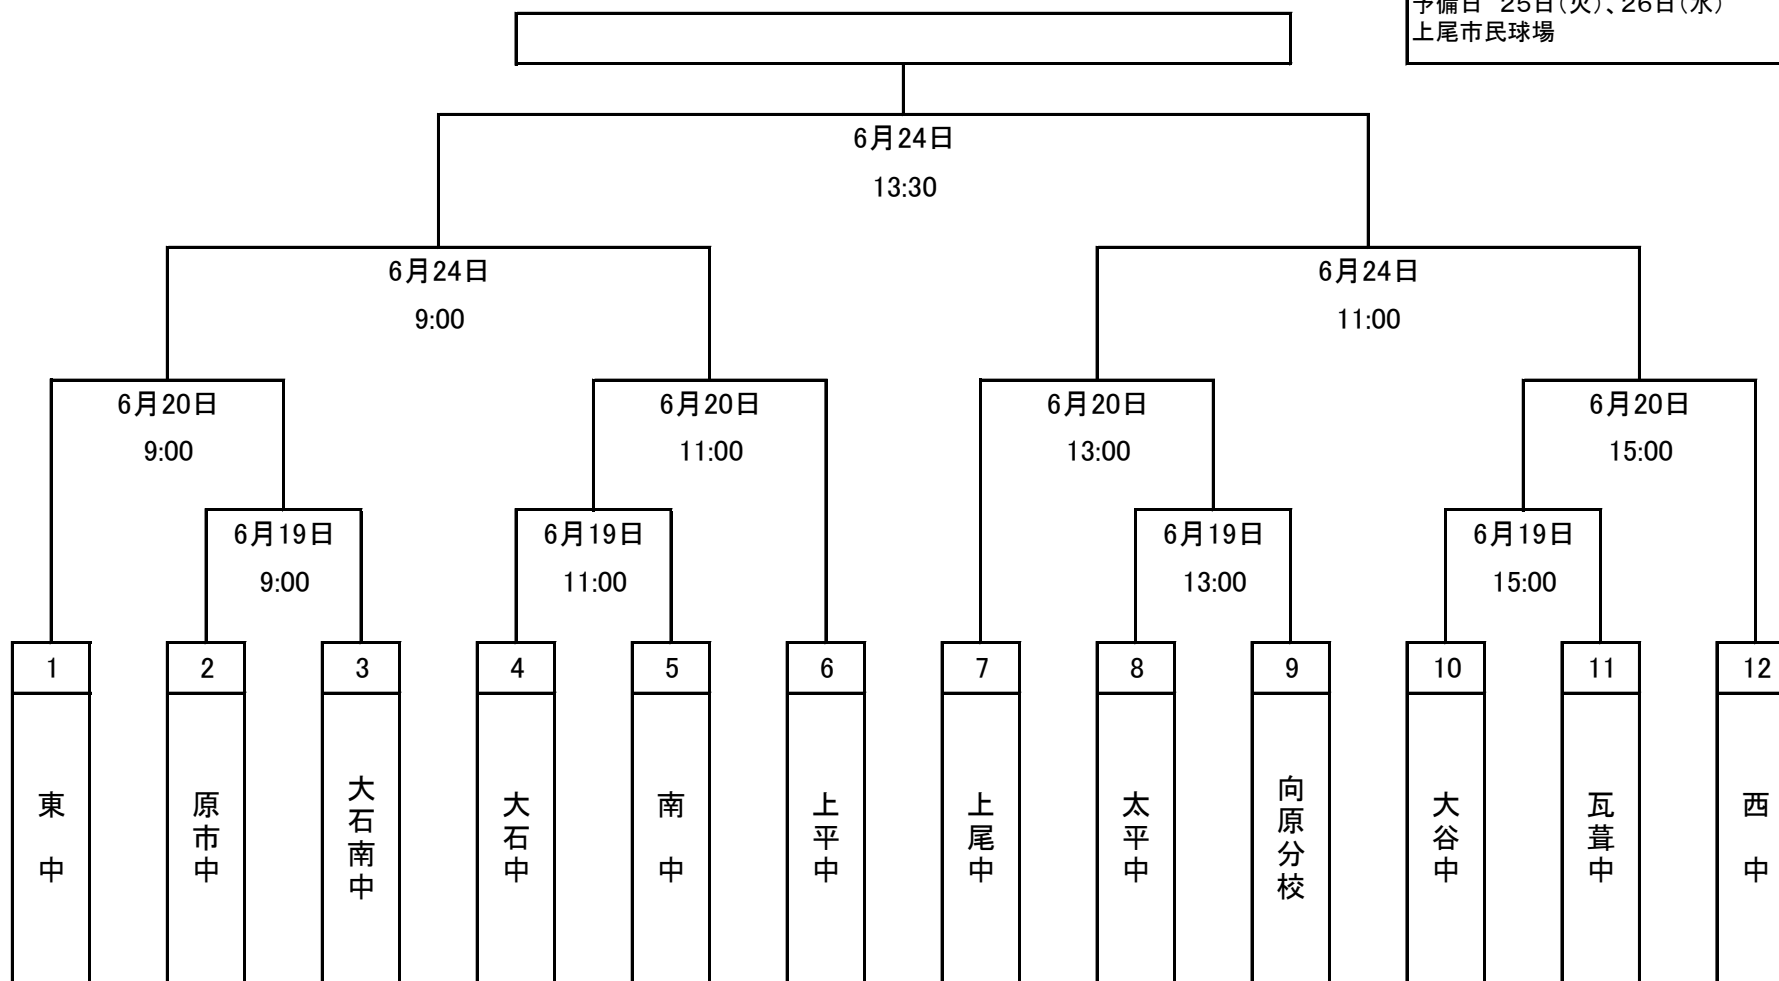 予備日 25日(火)、26日(水)
上尾市民球場
6月24日
13:30
6月24日
9:00
6月24日
11:00
6月20日
9:00
6月20日
11:00
6月20日
13:00
6月20日
15:00
6月19日
9:00
6月19日
11:00
6月19日
13:00
6月19日
15:00
1
2
3
4
5
6
7
8
9
10
11
12
東中
原市中
大石南中
大石中
南中
上平中
上尾中
太平中
向原分校
大谷中
瓦葺中
西中